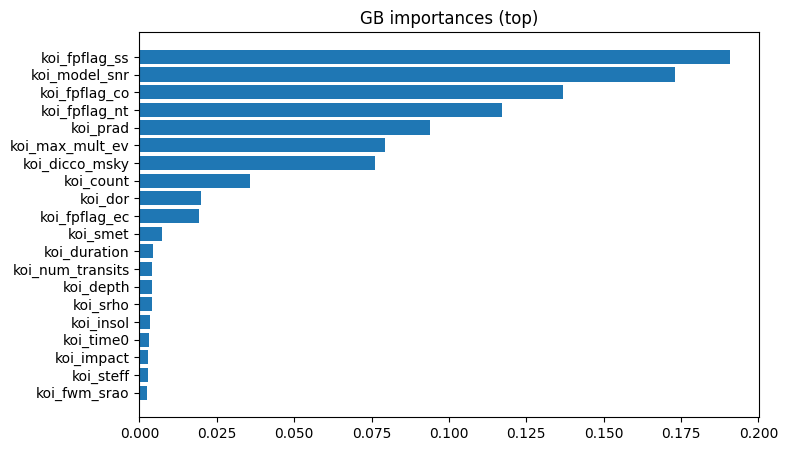 GB importances (top)
koi_fpflag_ss
koi_model_snr
koi_fpflag_co
koi_fpflag_nt
koi_prad
koi_max_mult_ev
koi_dicco_msky
koi_count
koi_dor
koi_fpflag_ec
koi_smet
koi_duration
koi_num_transits
koi_depth
koi_srho
koi_insol
koi_time0
koi_impact
koi_steff
koi_fwm_srao
0.000 0.025 0.050 0.075 0.100 0.125 0.150 0.175 0.200